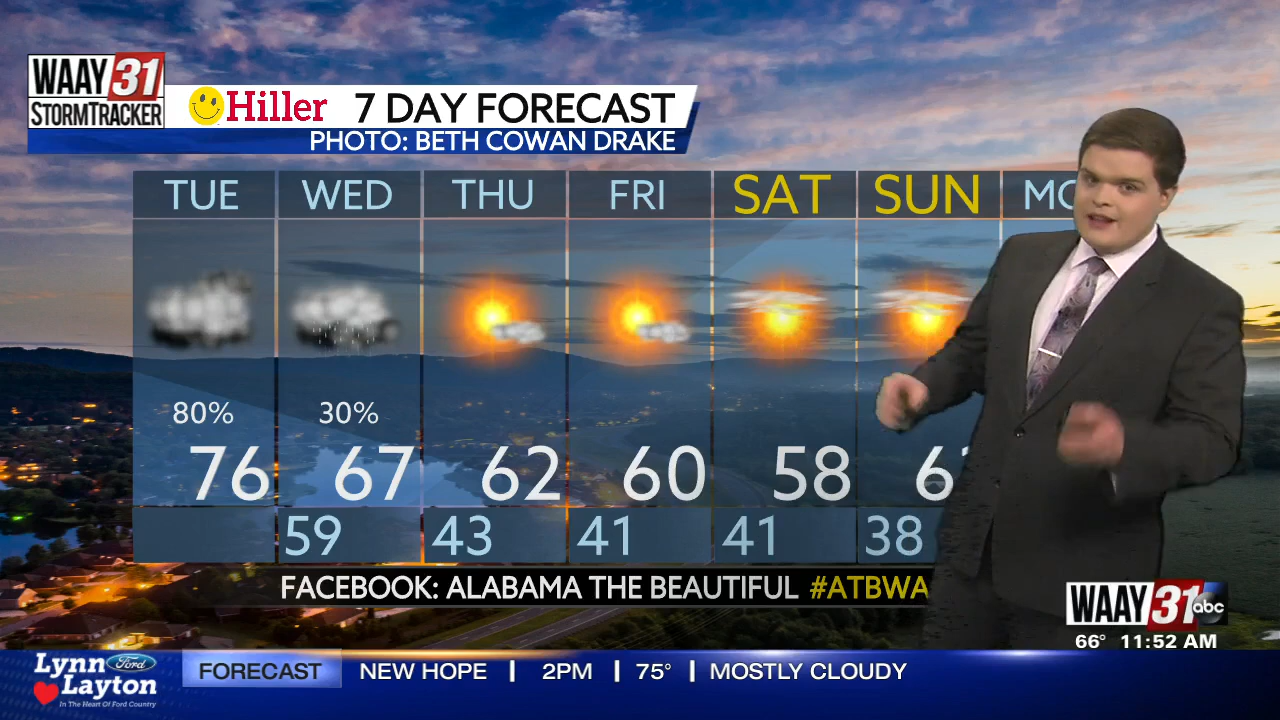 WAAY 31
STORMTRACKER
Hiller 7 DAY FORECAST
PHOTO: BETH COWAN DRAKE
TUE WED THU FRI SAT SUN
80% 30%
76 67 62 60 58
59 43 41 41 38
FACEBOOK: ALABAMA THE BEAUTIFUL
WAAY 31 abc
66° 11:52 AM
Lynn Ford
Layton
In The Heart Of Ford Country
FORECAST NEW HOPE | 2PM | 75° | MOSTLY CLOUDY